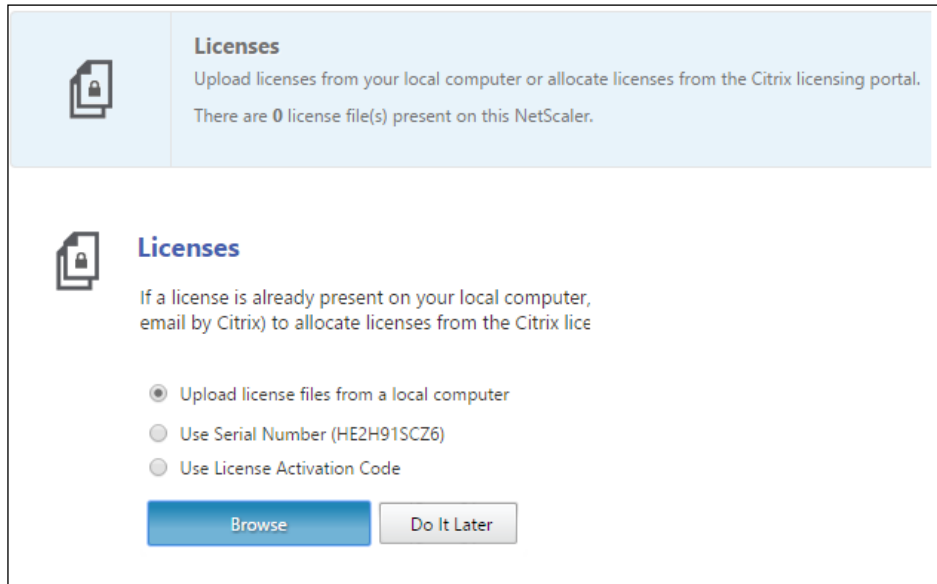 Licenses
Upload licenses from your local computer or allocate licenses from the Citrix licensing portal.
There are 0 license file(s) present on this NetScaler.
Licenses
If a license is already present on your local computer,
email by Citrix) to allocate licenses from the Citrix lice
Upload license files from a local computer
Use Serial Number (HE2H91SCZ6)
Use License Activation Code
Browse Do It Later